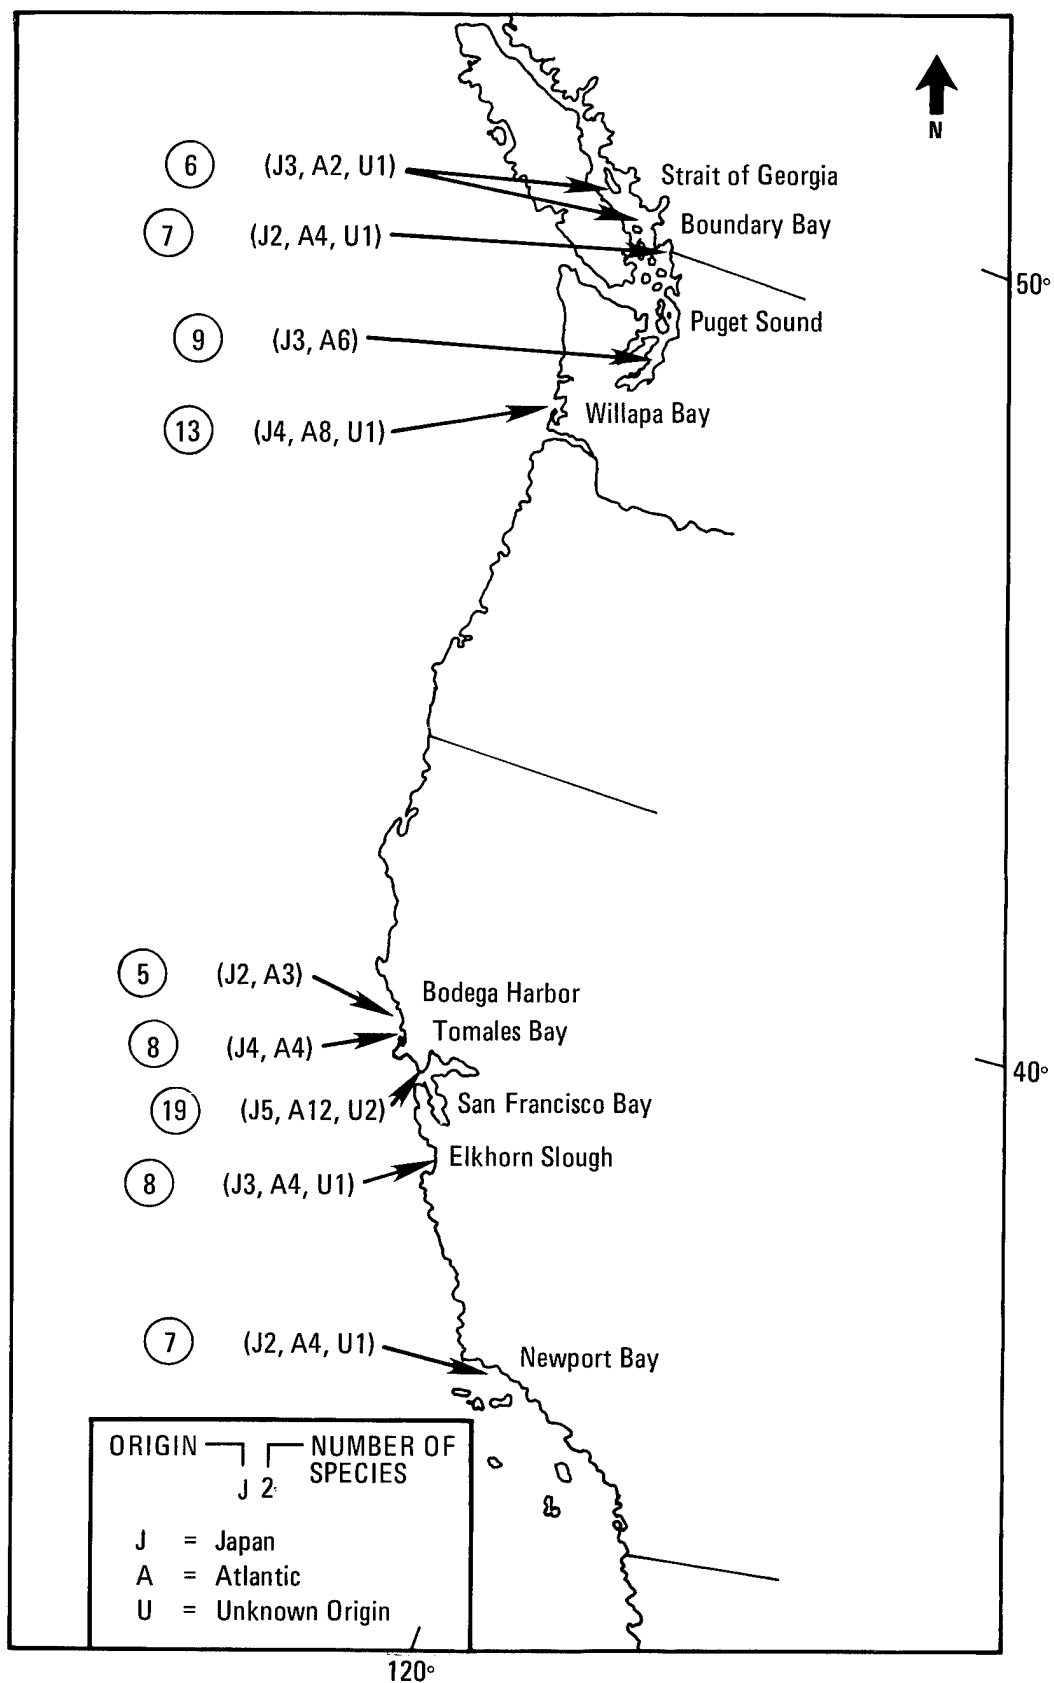 N
6 (J3, A2, U1) Strait of Georgia
7 (J2, A4, U1) Boundary Bay
50°
9 (J3, A6) Puget Sound
13 (J4, A8, U1) Willapa Bay
5 (J2, A3) Bodega Harbor
8 (J4, A4) Tomales Bay
40°
19 (J5, A12, U2) San Francisco Bay
8 (J3, A4, U1) Elkhorn Slough
7 (J2, A4, U1) Newport Bay
ORIGIN J 2 NUMBER OF
SPECIES
J = Japan
A = Atlantic
U = Unknown Origin
120°